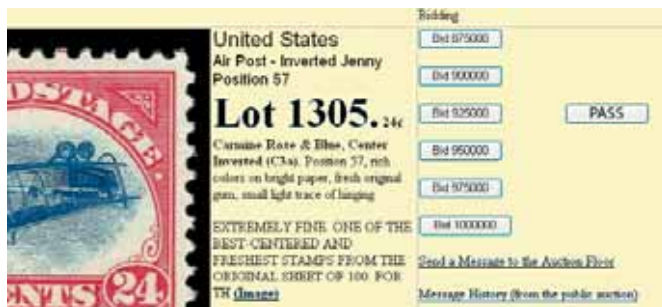 POSTAGE.
CENTS 24
United States
Air Post - Inverted Jenny
Position 57
Lot 1305. 24c
Carmine Rose & Blue, Center
Inverted (C3a). Position 57, rich
colors on bright paper, fresh original
gum, small light trace of hinging
EXTREMELY FINE. ONE OF THE
BEST-CENTERED AND
FRESHEST STAMPS FROM THE
ORIGINAL SHEET OF 100. FOR
TH (Image)
Bidding
Bid 875000
Bid 900000
Bid 925000
PASS
Bid 950000
Bid 975000
Bid 1000000
Send a Message to the Auction Floor
Message History (from the public auction)